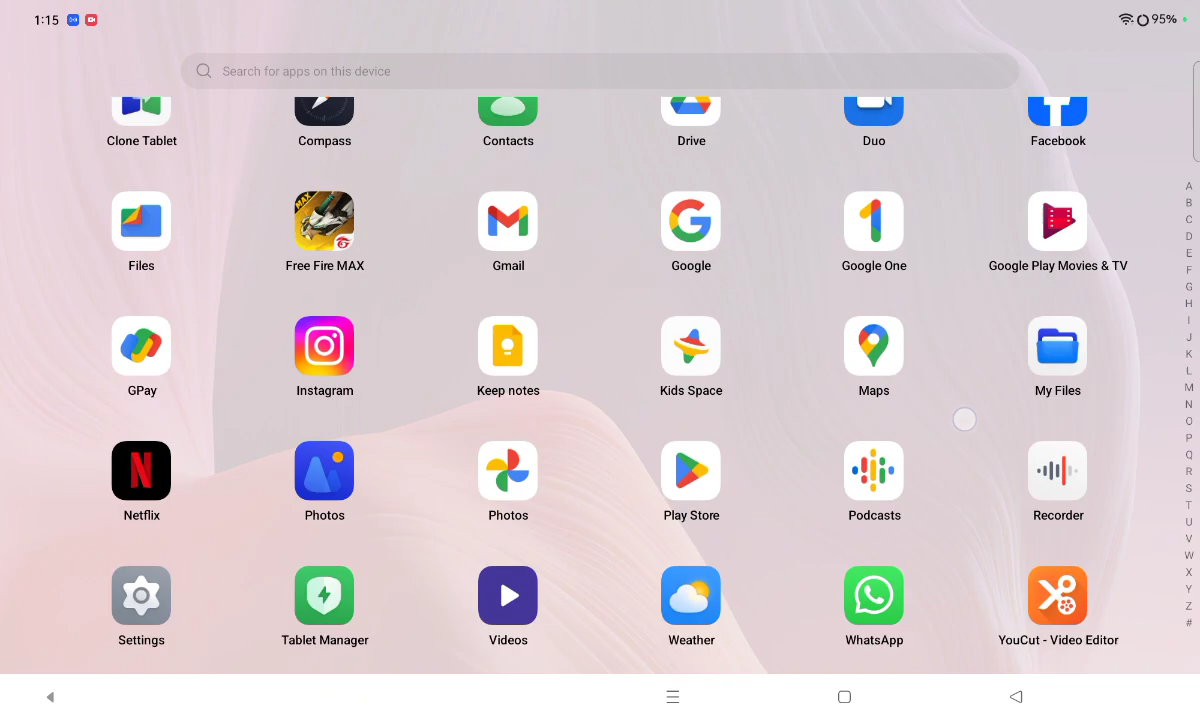 1:15
95%
Search for apps on this device
Clone Tablet
Compass
Contacts
Drive
Duo
Facebook
Files
MAX
Free Fire MAX
Gmail
Google
Google One
Google Play Movies & TV
GPay
Instagram
Keep notes
Kids Space
Maps
My Files
Netflix
Photos
Photos
Play Store
Podcasts
Recorder
Settings
Tablet Manager
Videos
Weather
WhatsApp
YouCut - Video Editor
A
B
C
D
E
F
G
H
I
J
K
L
M
N
O
P
Q
R
S
T
U
V
W
X
Y
Z
#